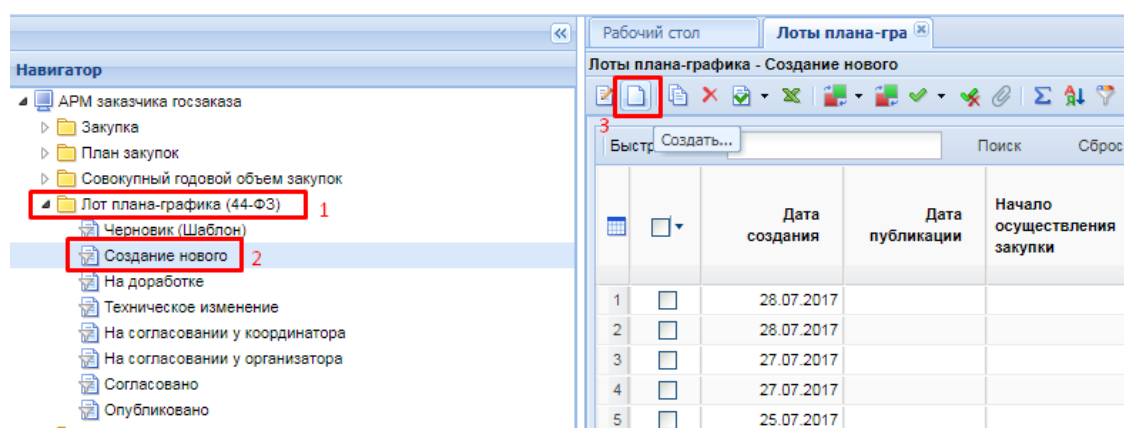 Навигатор
АРМ заказчика госзаказа
Закупка
План закупок
Совокупный годовой объем закупок
Лот плана-графика (44-ФЗ) 1
Черновик (Шаблон)
Создание нового 2
На доработке
Техническое изменение
На согласовании у координатора
На согласовании у организатора
Согласовано
Опубликовано
Рабочий стол Лоты плана-гра
Лоты плана-графика - Создание нового
3
Быстр Создать... Поиск Сброс
Дата создания Дата публикации Начало осуществления закупки
1 28.07.2017
2 28.07.2017
3 27.07.2017
4 27.07.2017
5 25.07.2017